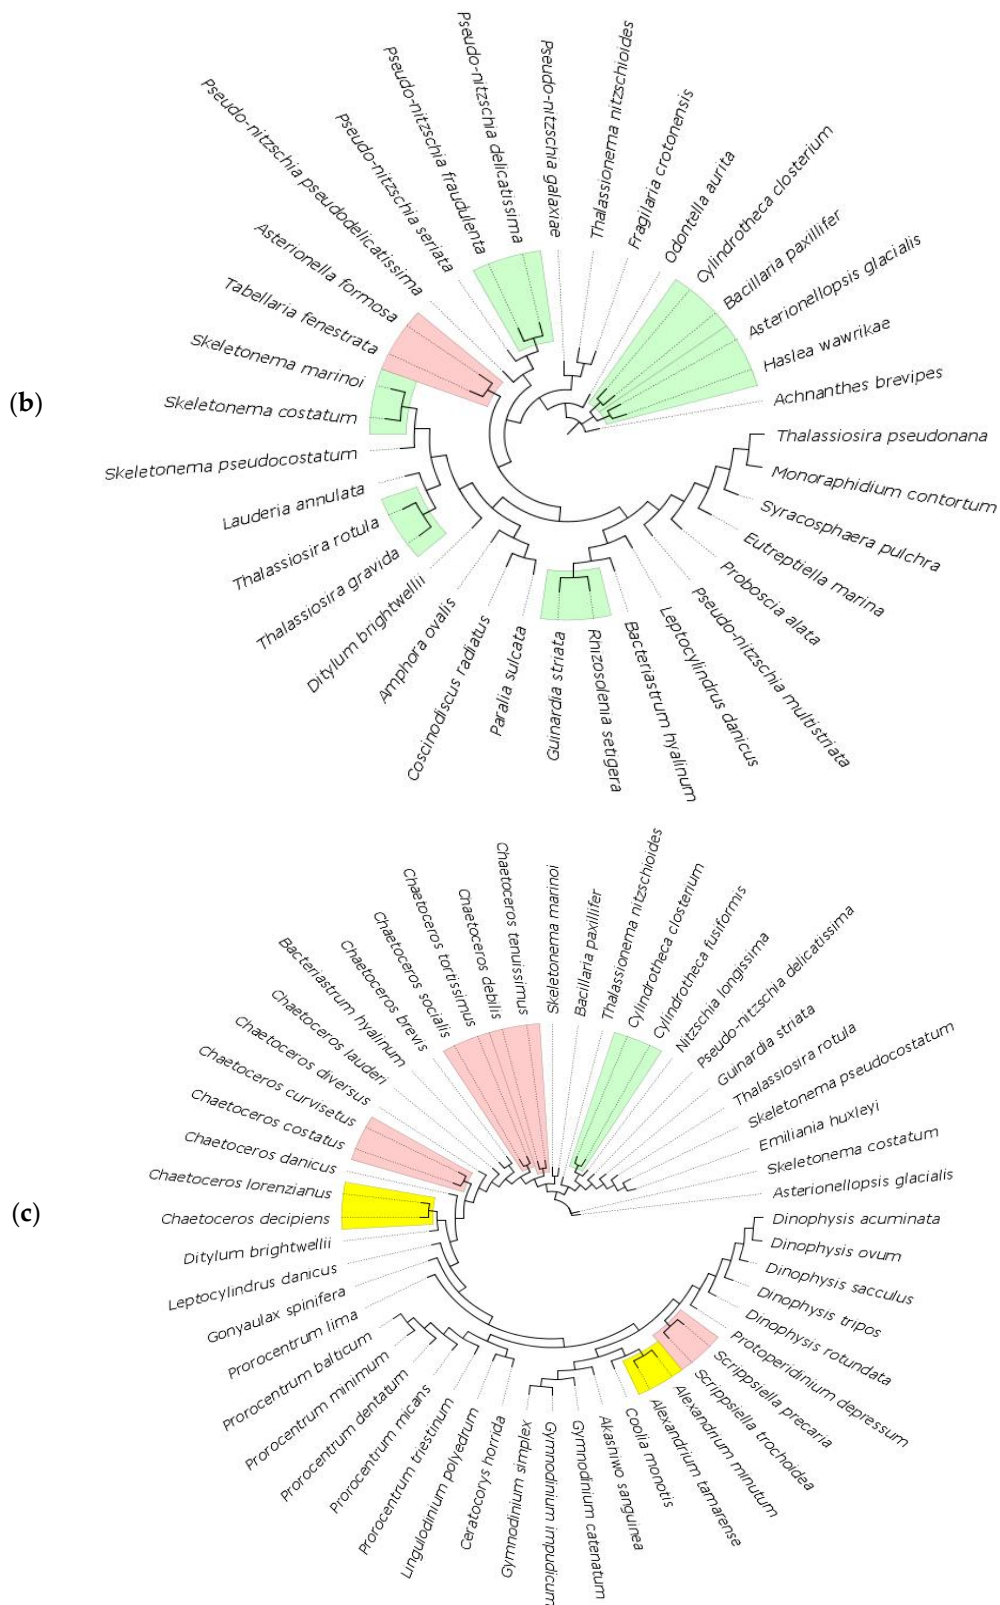 (b)
Pseudo-nitzschia pseudodelicatissima
Pseudo-nitzschia seriata
Pseudo-nitzschia fraudulenta
Pseudo-nitzschia delicatissima
Pseudo-nitzschia galaxiae
Thalassionema nitzschioides
Fragilaria crotonensis
Odontella aurita
Cylindrotheca closterium
Bacillaria paxillifer
Asterionellopsis glacialis
Haslea wawrikae
Achnanthes brevipes
Thalassiosira pseudonana
Monoraphidium contortum
Syracosphaera pulchra
Eutreptiella marina
Proboscia alata
Pseudo-nitzschia multistriata
Leptocylindrus danicus
Bacteriastrum hyalinum
Rhizosolenia setigera
Guinardia striata
Paralia sulcata
Coscinodiscus radiatus
Amphora ovalis
Ditylum brightwellii
Thalassiosira gravida
Thalassiosira rotula
Lauderia annulata
Skeletonema pseudocostatum
Skeletonema costatum
Skeletonema marinoi
Tabellaria fenestrata
Asterionella formosa
(c)
Chaetoceros tenuissimus
Skeletonema marinoi
Bacillaria paxillifer
Thalassionema nitzschioides
Cylindrotheca closterium
Cylindrotheca fusiformis
Nitzschia longissima
Pseudo-nitzschia delicatissima
Guinardia striata
Thalassiosira rotula
Skeletonema pseudocostatum
Emiliania huxleyi
Skeletonema costatum
Asterionellopsis glacialis
Dinophysis acuminata
Dinophysis ovum
Dinophysis sacculus
Dinophysis tripos
Dinophysis rotundata
Protoperidinium depressum
Scrippsiella precaria
Scrippsiella trochoidea
Alexandrium minutum
Alexandrium tamarense
Coolia monotis
Akashiwo sanguinea
Gymnodinium catenatum
Gymnodinium impudicum
Gymnodinium simplex
Ceratocorys horrida
Lingulodinium polyedrum
Prorocentrum triestinum
Prorocentrum micans
Prorocentrum dentatum
Prorocentrum minimum
Prorocentrum balticum
Prorocentrum lima
Gonyaulax spinifera
Leptocylindrus danicus
Ditylum brightwellii
Chaetoceros decipiens
Chaetoceros lorenzianus
Chaetoceros danicus
Chaetoceros costatus
Chaetoceros curvisetus
Chaetoceros diversus
Chaetoceros lauderi
Bacteriastrum hyalinum
Chaetoceros brevis
Chaetoceros socialis
Chaetoceros tortissimus
Chaetoceros debilis